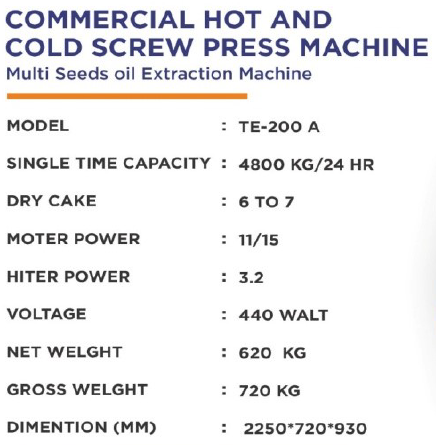 COMMERCIAL HOT AND
COLD SCREW PRESS MACHINE
Multi Seeds oil Extraction Machine
MODEL : TE-200 A
SINGLE TIME CAPACITY : 4800 KG/24 HR
DRY CAKE : 6 TO 7
MOTER POWER : 11/15
HITER POWER : 3.2
VOLTAGE : 440 WALT
NET WELGHT : 620 KG
GROSS WELGHT : 720 KG
DIMENTION (MM) : 2250*720*930